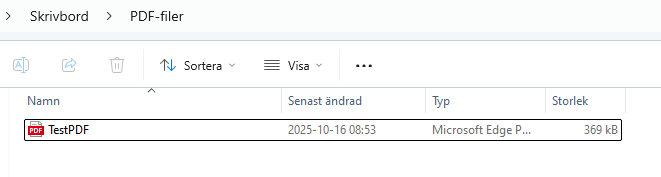 Skrivbord > PDF-filer
Sortera Visa ...
Namn Senast ändrad Typ Storlek
PDF TestPDF 2025-10-16 08:53 Microsoft Edge P... 369 kB